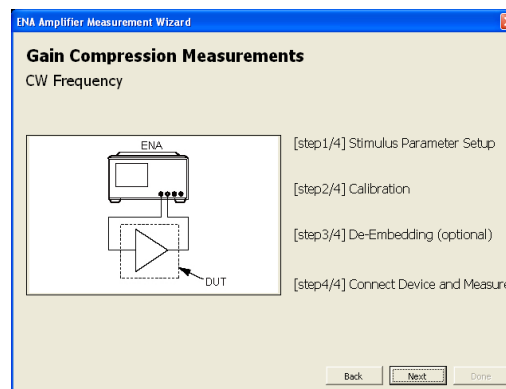 ENA Amplifier Measurement Wizard
Gain Compression Measurements
CW Frequency
ENA
DUT
[step1/4] Stimulus Parameter Setup
[step2/4] Calibration
[step3/4] De-Embedding (optional)
[step4/4] Connect Device and Measure
Back Next Done